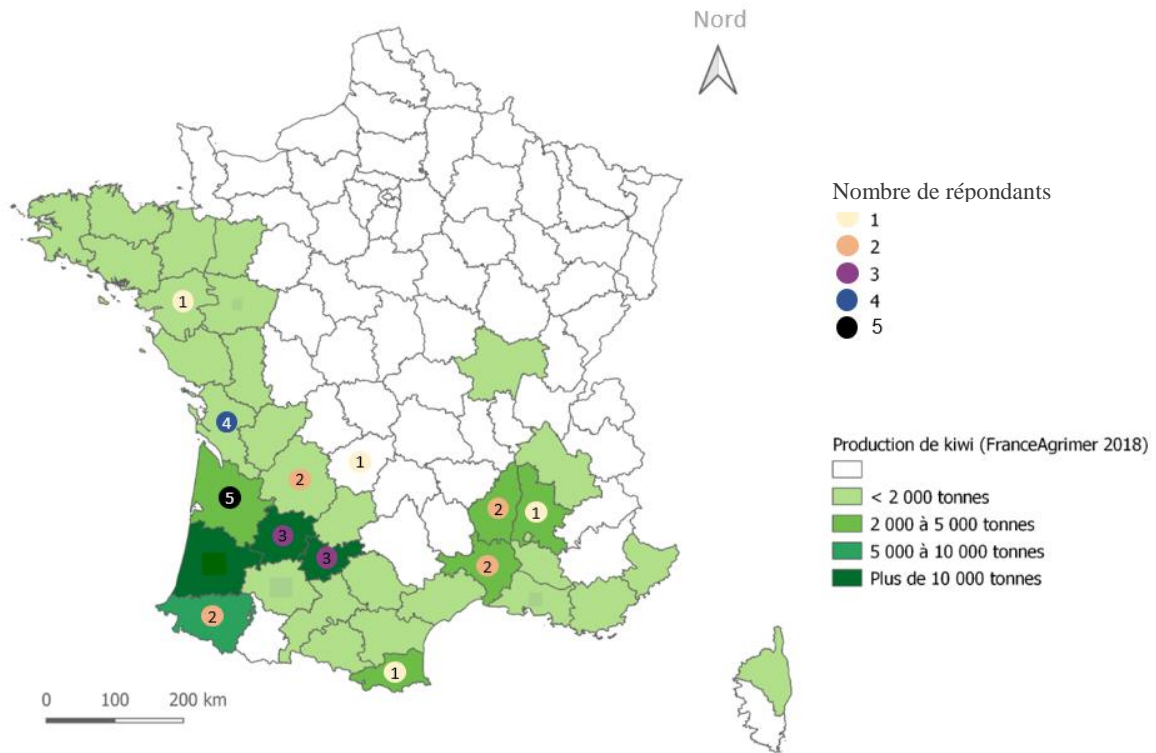 Nord
Nombre de répondants
1
2
3
4
5
Production de kiwi (FranceAgrimer 2018)
< 2 000 tonnes
2 000 à 5 000 tonnes
5 000 à 10 000 tonnes
Plus de 10 000 tonnes
1
4
1
2
5
2
1
3
3
2
2
1
0 100 200 km